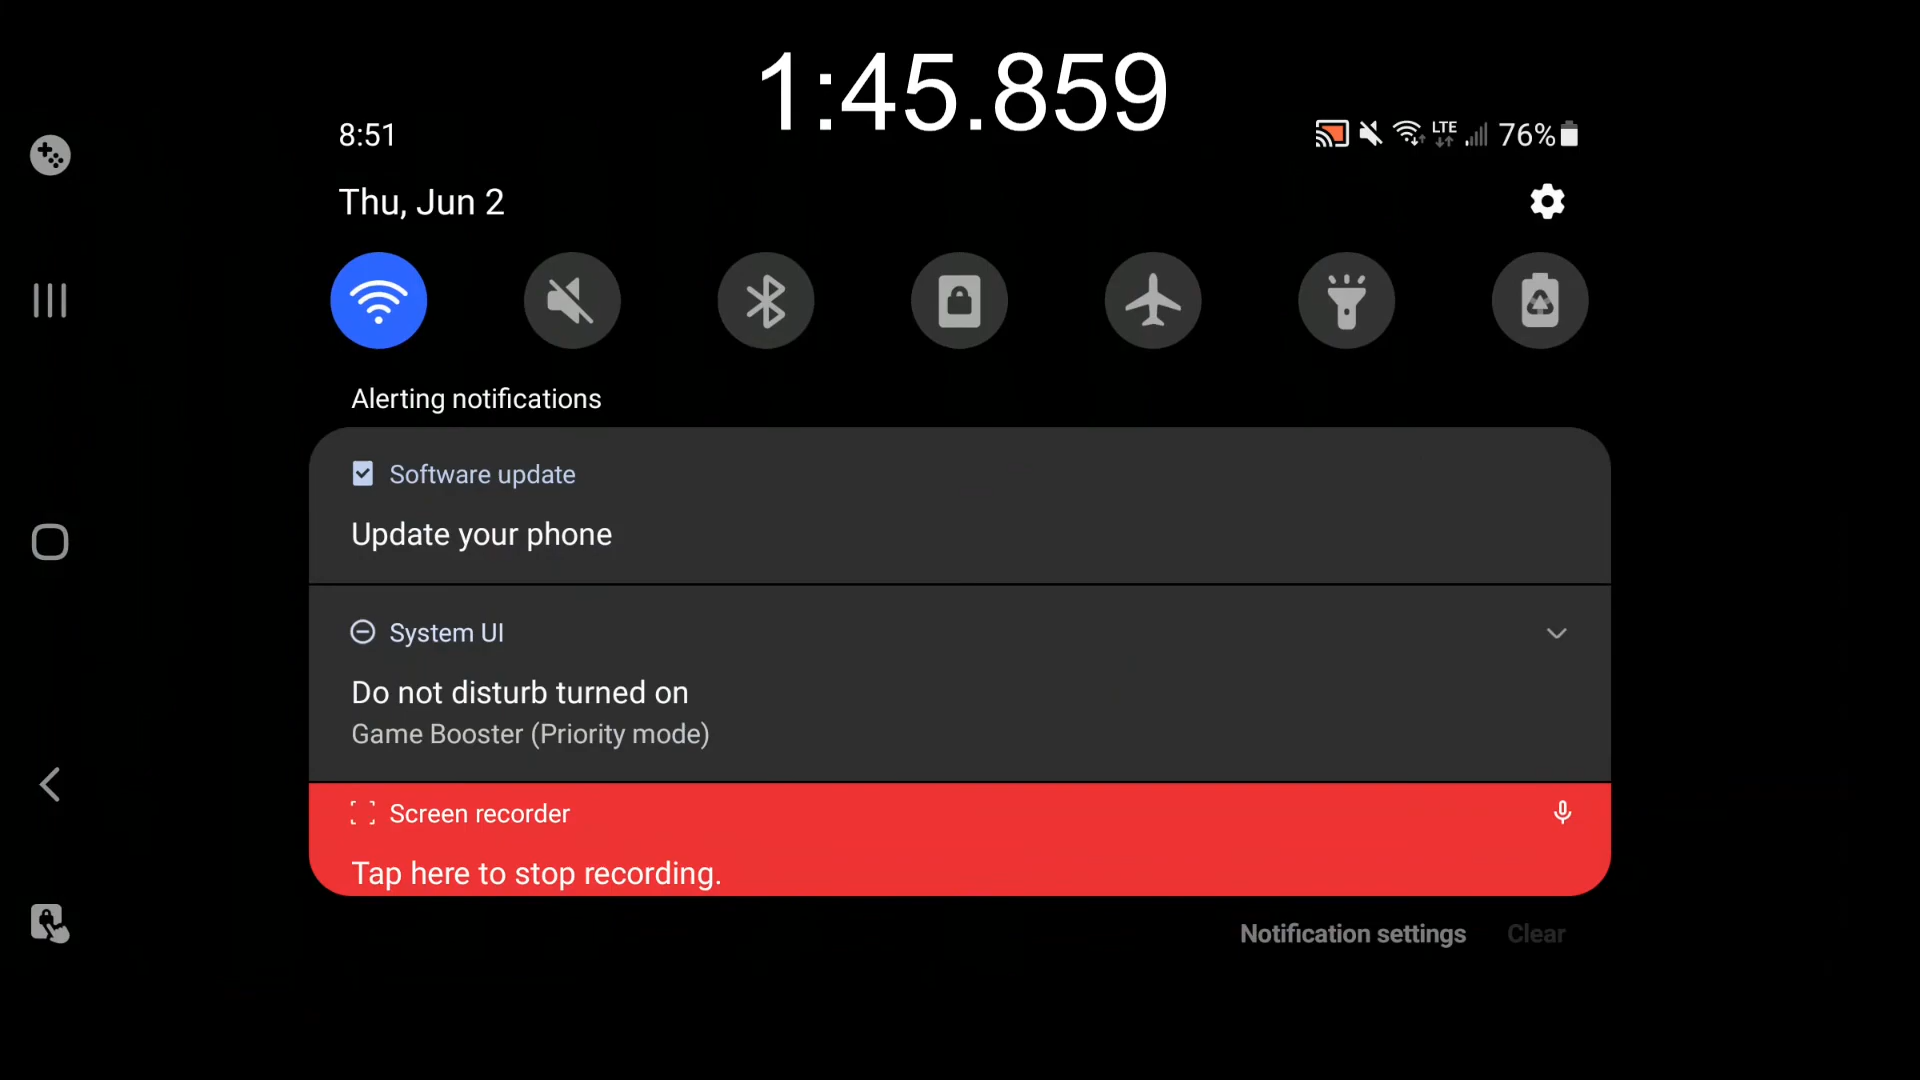 1:45.859
8:51
LTE 76%
Thu, Jun 2
Alerting notifications
Software update
Update your phone
System UI
Do not disturb turned on
Game Booster (Priority mode)
Screen recorder
Tap here to stop recording.
Notification settings Clear